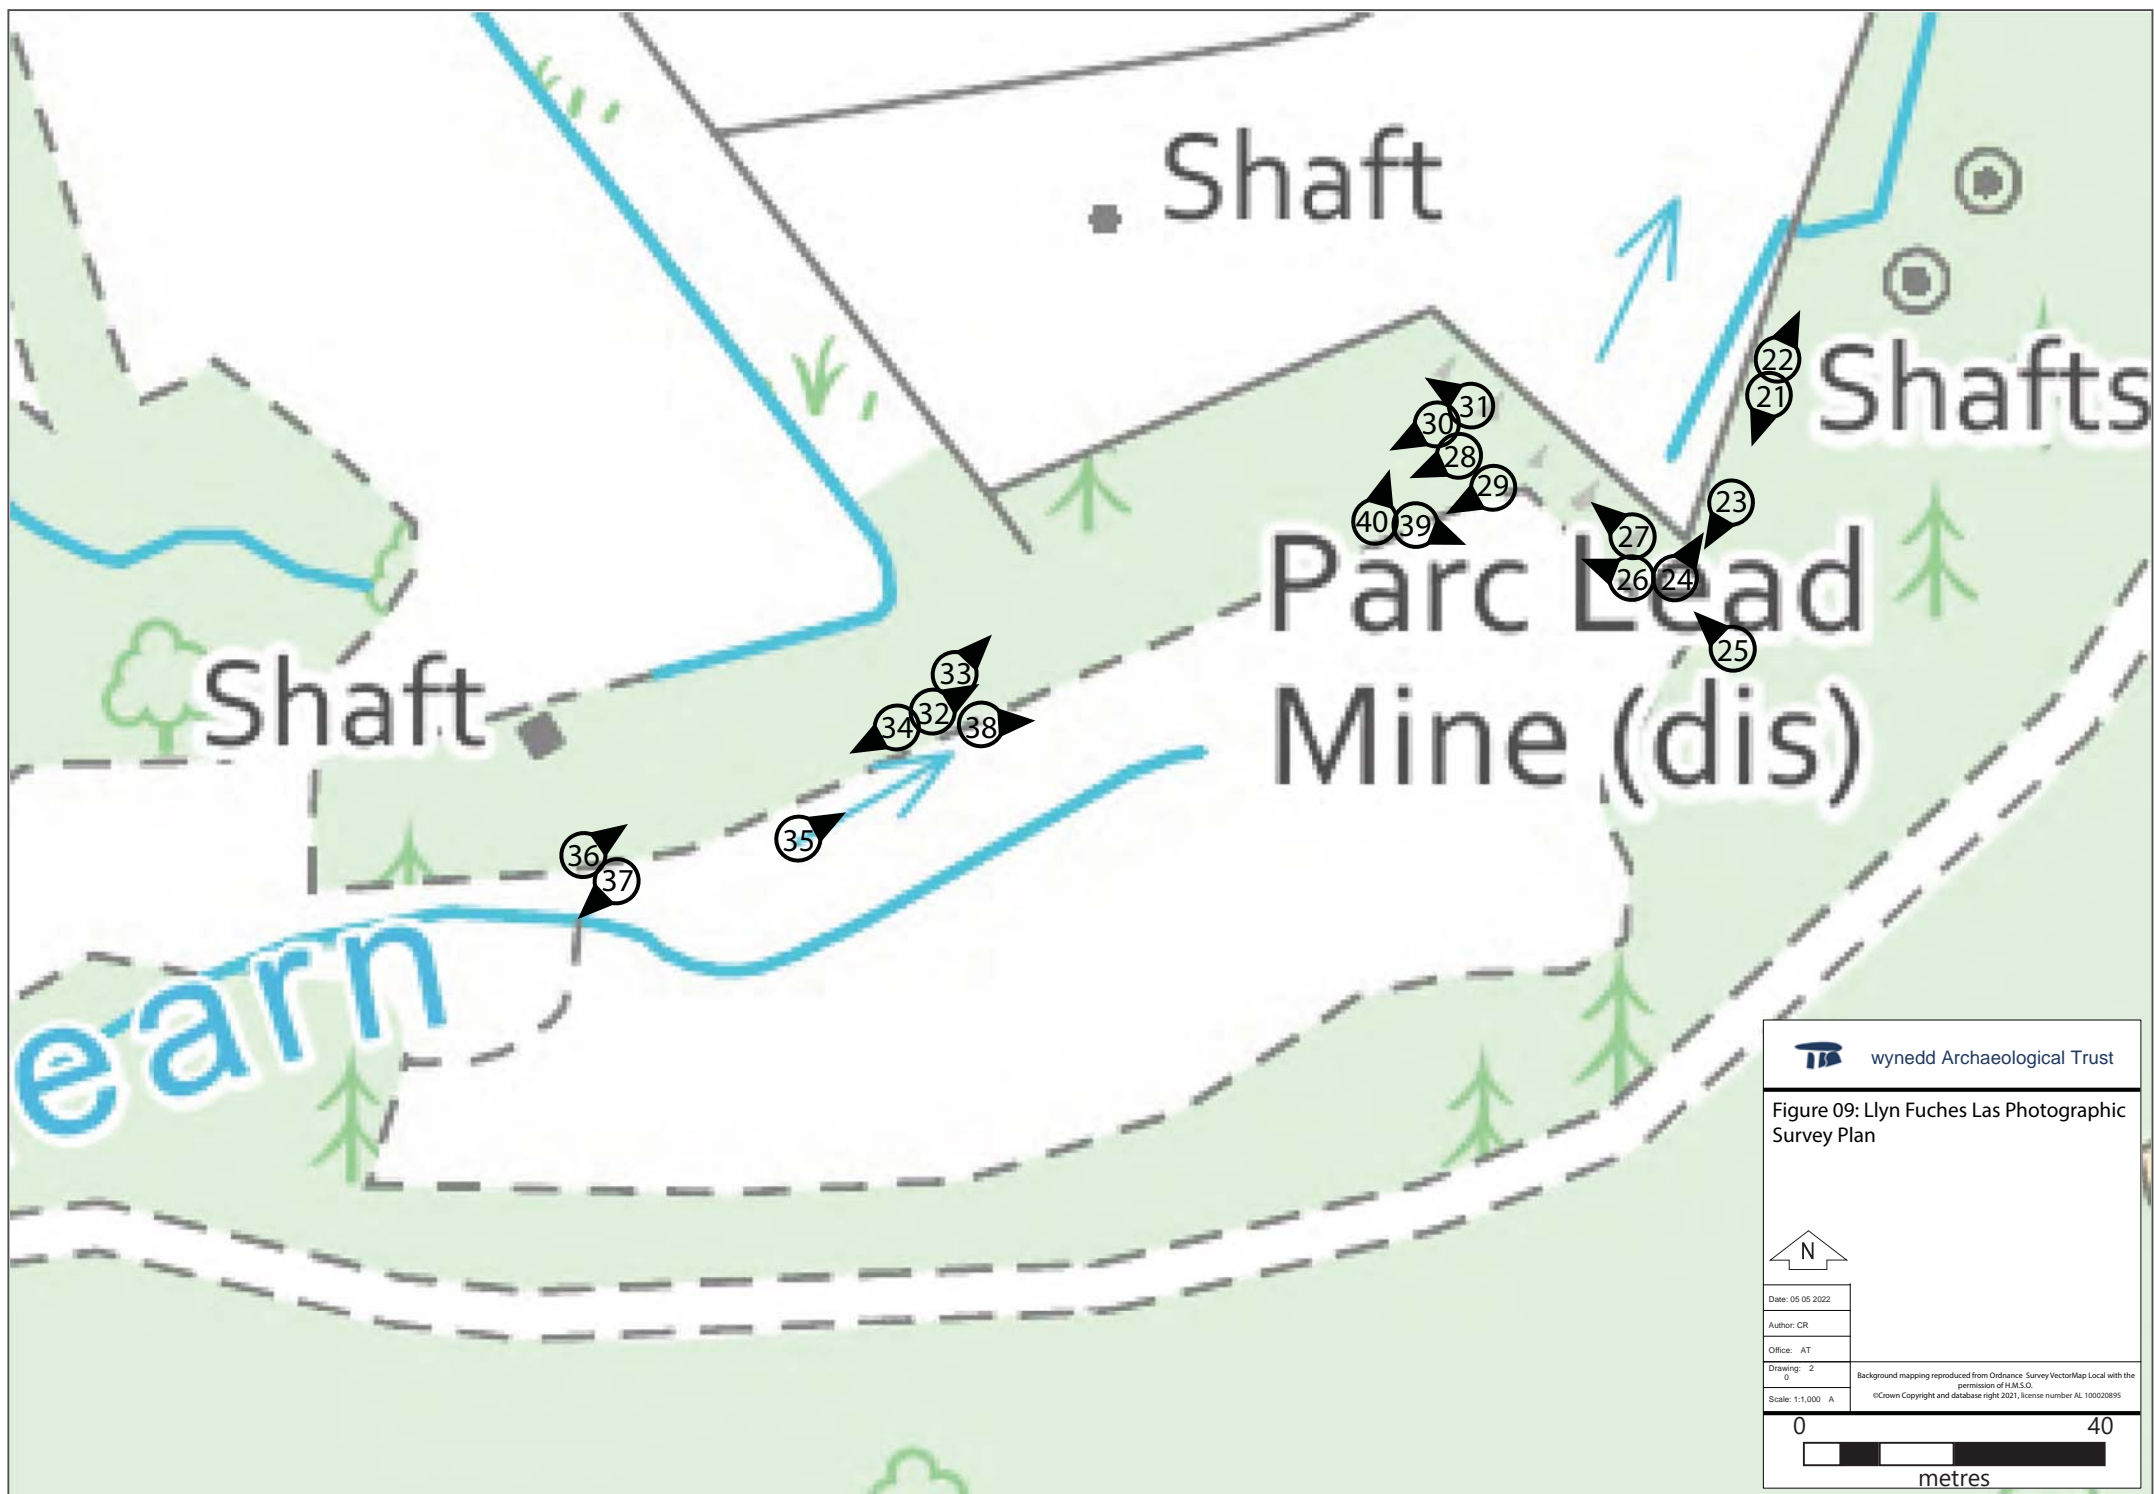 Shaft
Shafts
22
21
31
30
28
29
23
40
39
27
26
24
25
Parc Lead
Mine (dis)
Shaft
33
32
34
38
35
36
37
earn
wynedd Archaeological Trust
Figure 09: Llyn Fuches Las Photographic
Survey Plan
N
Date: 05 05 2022
Author: CR
Office: AT
Drawing: 2
0
Scale: 1:1,000 A
Background mapping reproduced from Ordnance Survey VectorMap Local with the
permission of H.M.S.O.
©Crown Copyright and database right 2021, license number AL 100020895
0 40
metres